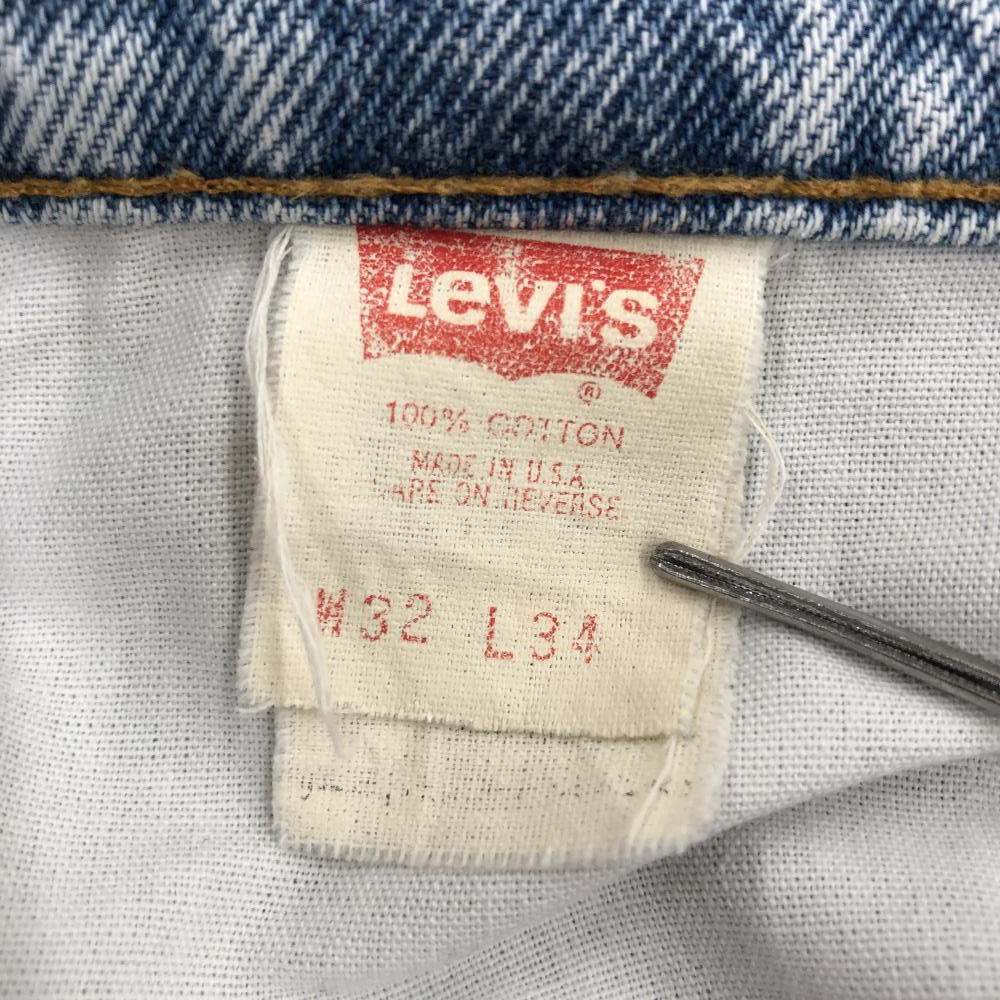 Levi's
®
100% COTTON
MADE IN U.S.A.
CARE ON REVERSE
W32 L34